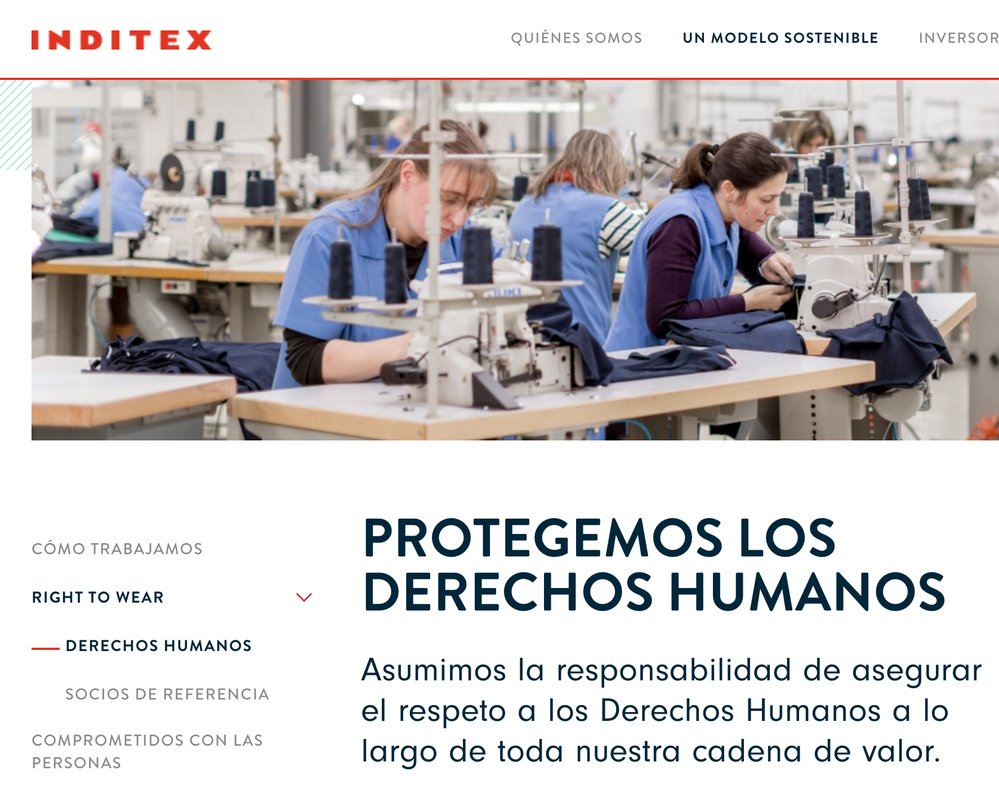 INDITEX
QUIÉNES SOMOS
UN MODELO SOSTENIBLE
INVERSOR
JUKI
JUKI
CÓMO TRABAJAMOS
RIGHT TO WEAR
DERECHOS HUMANOS
SOCIOS DE REFERENCIA
COMPROMETIDOS CON LAS
PERSONAS
PROTEGEMOS LOS
DERECHOS HUMANOS
Asumimos la responsabilidad de asegurar
el respeto a los Derechos Humanos a lo
largo de toda nuestra cadena de valor.